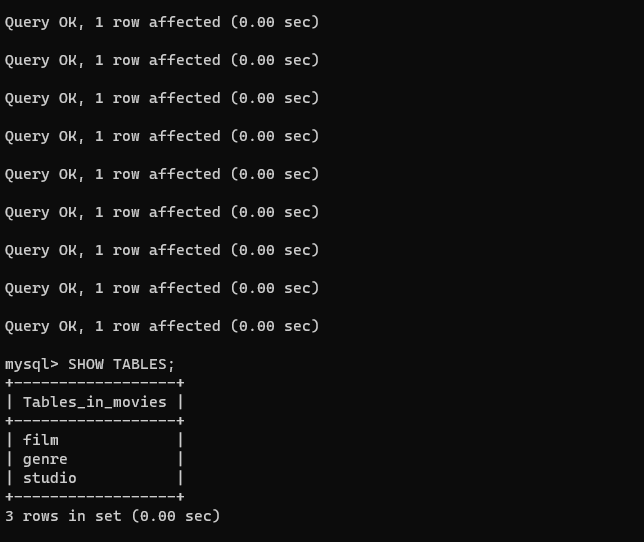 Query OK, 1 row affected (0.00 sec)
Query OK, 1 row affected (0.00 sec)
Query OK, 1 row affected (0.00 sec)
Query OK, 1 row affected (0.00 sec)
Query OK, 1 row affected (0.00 sec)
Query OK, 1 row affected (0.00 sec)
Query OK, 1 row affected (0.00 sec)
Query OK, 1 row affected (0.00 sec)
Query OK, 1 row affected (0.00 sec)
mysql> SHOW TABLES;
+------------------+
| Tables_in_movies |
+------------------+
| film             |
| genre            |
| studio           |
+------------------+
3 rows in set (0.00 sec)